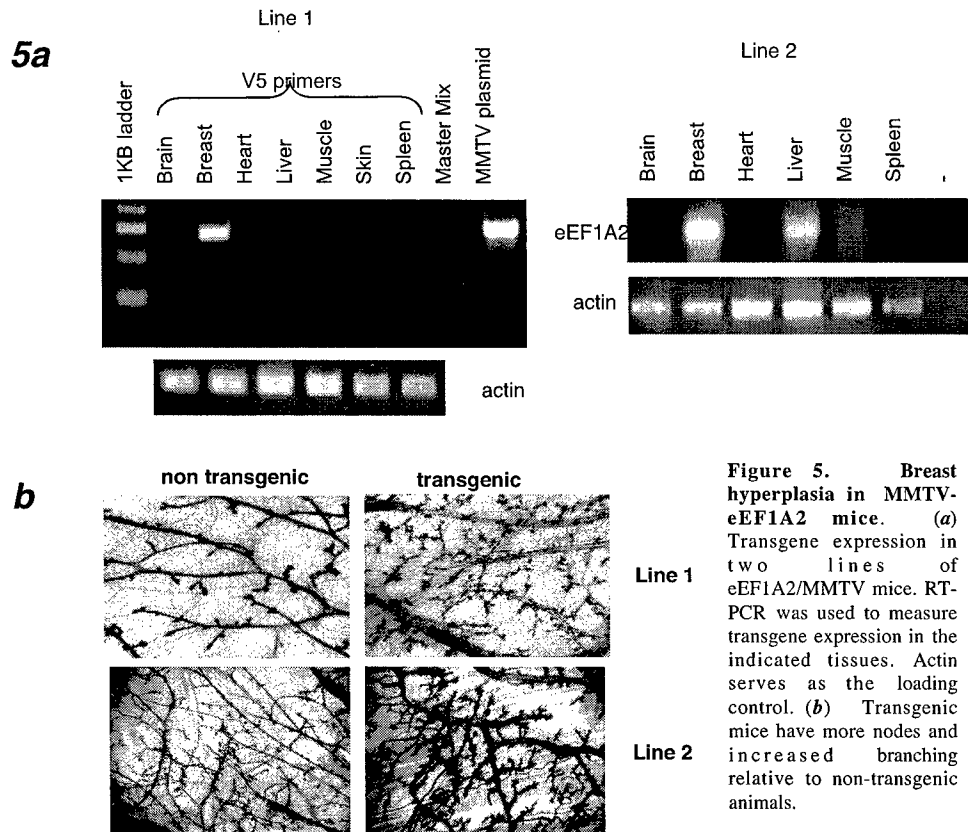 5a
Line 1
V5 primers
1KB ladder
Brain
Breast
Heart
Liver
Muscle
Skin
Spleen
Master Mix
MMTV plasmid
actin
Line 2
Brain
Breast
Heart
Liver
Muscle
Spleen
-
eEF1A2
actin
b
non transgenic
transgenic
Line 1
Line 2
Figure 5. Breast
hyperplasia in MMTV-
eEF1A2 mice. (a)
Transgene expression in
two lines of
eEF1A2/MMTV mice. RT-
PCR was used to measure
transgene expression in the
indicated tissues. Actin
serves as the loading
control. (b) Transgenic
mice have more nodes and
increased branching
relative to non-transgenic
animals.